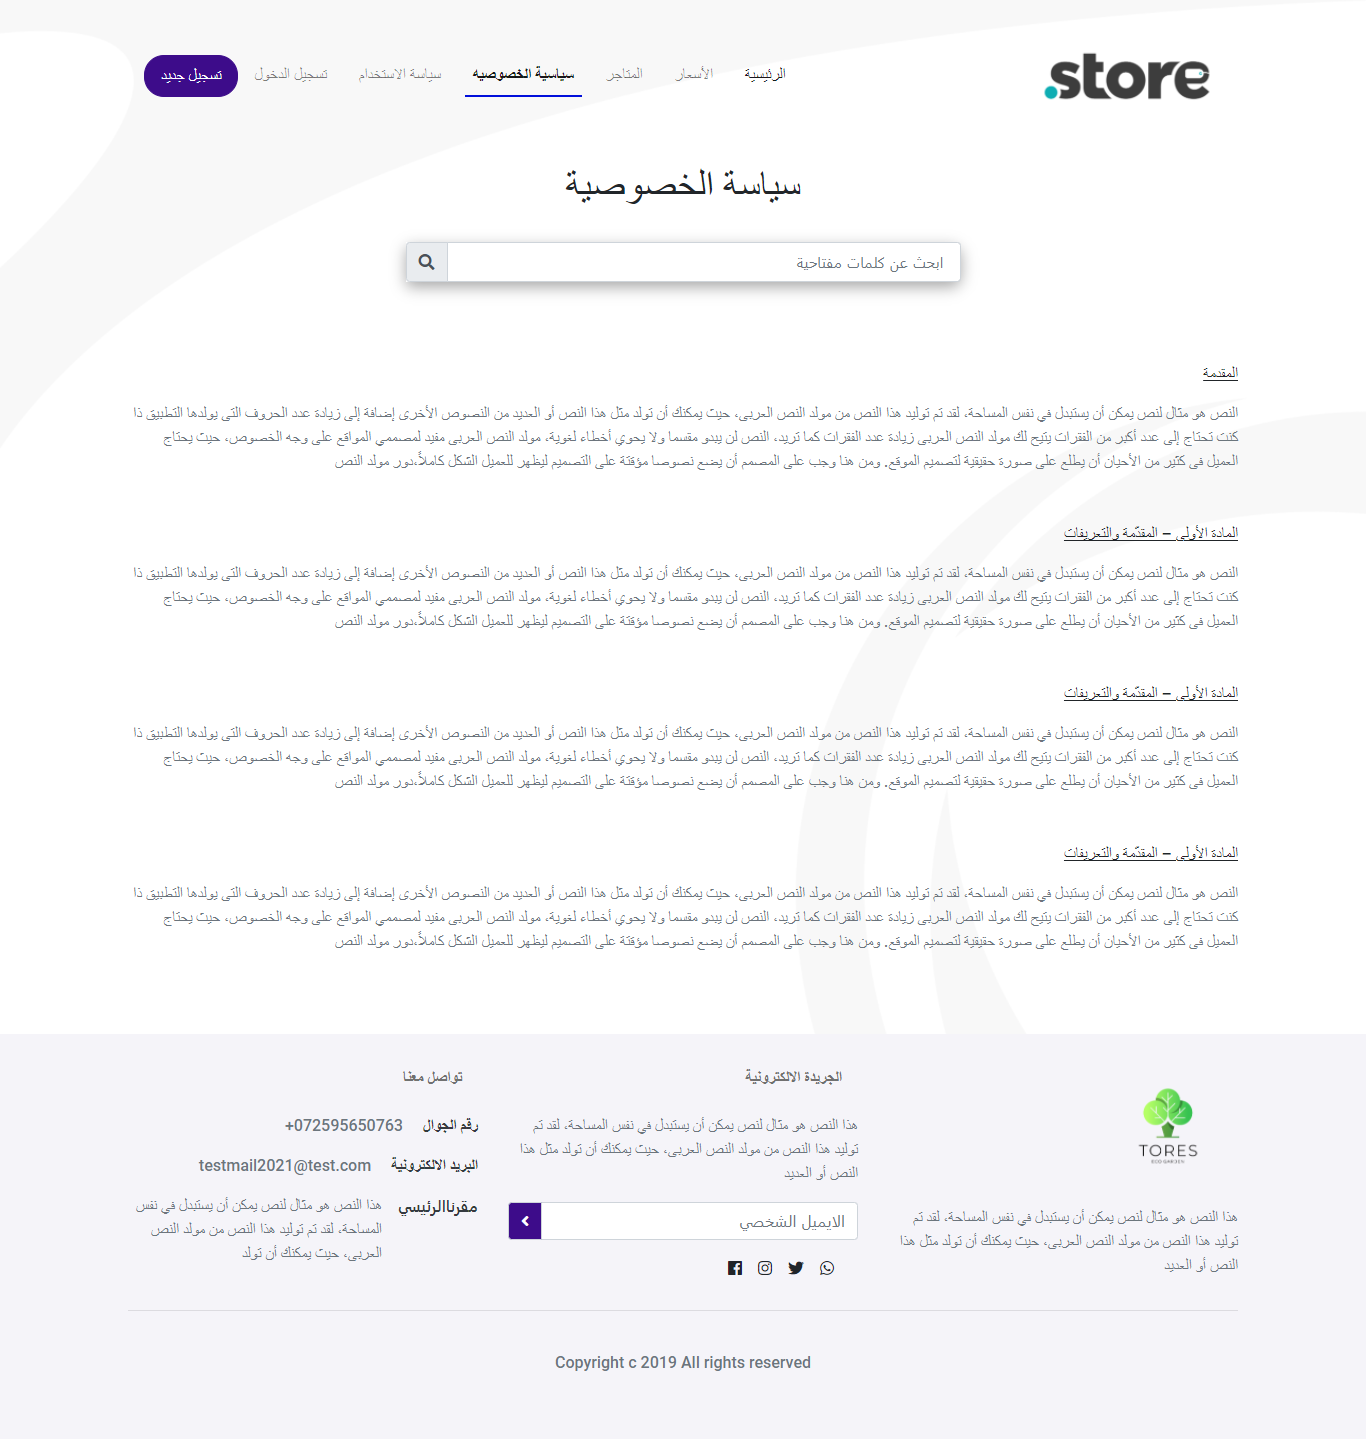 .store
الرئيسية
الأسعار
المتاجر
سياسية الخصوصيه
سياسة الاستخدام
تسجيل الدخول
تسجيل جديد
سياسة الخصوصية
ابحث عن كلمات مفتاحية
المقدمة
النص هو مثال لنص يمكن أن يستبدل في نفس المساحة، لقد تم توليد هذا النص من مولد النص العربى، حيث يمكنك أن تولد مثل هذا النص أو العديد من النصوص الأخرى إضافة إلى زيادة عدد الحروف التى يولدها التطبيق ذا
كنت تحتاج إلى عدد أكبر من الفقرات يتيح لك مولد النص العربى زيادة عدد الفقرات كما تريد، النص لن يبدو مقسما ولا يحوي أخطاء لغوية، مولد النص العربى مفيد لمصممي المواقع على وجه الخصوص، حيث يحتاج
العميل فى كثير من الأحيان أن يطلع على صورة حقيقية لتصميم الموقع. ومن هنا وجب على المصمم أن يضع نصوصا مؤقتة على التصميم ليظهر للعميل الشكل كاملاً،دور مولد النص
المادة الأولى – المقدّمة والتعريفات
النص هو مثال لنص يمكن أن يستبدل في نفس المساحة، لقد تم توليد هذا النص من مولد النص العربى، حيث يمكنك أن تولد مثل هذا النص أو العديد من النصوص الأخرى إضافة إلى زيادة عدد الحروف التى يولدها التطبيق ذا
كنت تحتاج إلى عدد أكبر من الفقرات يتيح لك مولد النص العربى زيادة عدد الفقرات كما تريد، النص لن يبدو مقسما ولا يحوي أخطاء لغوية، مولد النص العربى مفيد لمصممي المواقع على وجه الخصوص، حيث يحتاج
العميل فى كثير من الأحيان أن يطلع على صورة حقيقية لتصميم الموقع. ومن هنا وجب على المصمم أن يضع نصوصا مؤقتة على التصميم ليظهر للعميل الشكل كاملاً،دور مولد النص
المادة الأولى – المقدّمة والتعريفات
النص هو مثال لنص يمكن أن يستبدل في نفس المساحة، لقد تم توليد هذا النص من مولد النص العربى، حيث يمكنك أن تولد مثل هذا النص أو العديد من النصوص الأخرى إضافة إلى زيادة عدد الحروف التى يولدها التطبيق ذا
كنت تحتاج إلى عدد أكبر من الفقرات يتيح لك مولد النص العربى زيادة عدد الفقرات كما تريد، النص لن يبدو مقسما ولا يحوي أخطاء لغوية، مولد النص العربى مفيد لمصممي المواقع على وجه الخصوص، حيث يحتاج
العميل فى كثير من الأحيان أن يطلع على صورة حقيقية لتصميم الموقع. ومن هنا وجب على المصمم أن يضع نصوصا مؤقتة على التصميم ليظهر للعميل الشكل كاملاً،دور مولد النص
المادة الأولى – المقدّمة والتعريفات
النص هو مثال لنص يمكن أن يستبدل في نفس المساحة، لقد تم توليد هذا النص من مولد النص العربى، حيث يمكنك أن تولد مثل هذا النص أو العديد من النصوص الأخرى إضافة إلى زيادة عدد الحروف التى يولدها التطبيق ذا
كنت تحتاج إلى عدد أكبر من الفقرات يتيح لك مولد النص العربى زيادة عدد الفقرات كما تريد، النص لن يبدو مقسما ولا يحوي أخطاء لغوية، مولد النص العربى مفيد لمصممي المواقع على وجه الخصوص، حيث يحتاج
العميل فى كثير من الأحيان أن يطلع على صورة حقيقية لتصميم الموقع. ومن هنا وجب على المصمم أن يضع نصوصا مؤقتة على التصميم ليظهر للعميل الشكل كاملاً،دور مولد النص
TORES
ECO GARDEN
هذا النص هو مثال لنص يمكن أن يستبدل في نفس المساحة، لقد تم
توليد هذا النص من مولد النص العربى، حيث يمكنك أن تولد مثل هذا
النص أو العديد
الجريدة الالكترونية
هذا النص هو مثال لنص يمكن أن يستبدل في نفس المساحة، لقد تم
توليد هذا النص من مولد النص العربى، حيث يمكنك أن تولد مثل هذا
النص أو العديد
الايميل الشخصي
تواصل معنا
رقم الجوال +072595650763
البريد الالكترونية testmail2021@test.com
مقرناالرئيسي هذا النص هو مثال لنص يمكن أن يستبدل في نفس
المساحة، لقد تم توليد هذا النص من مولد النص
العربى، حيث يمكنك أن تولد
Copyright c 2019 All rights reserved